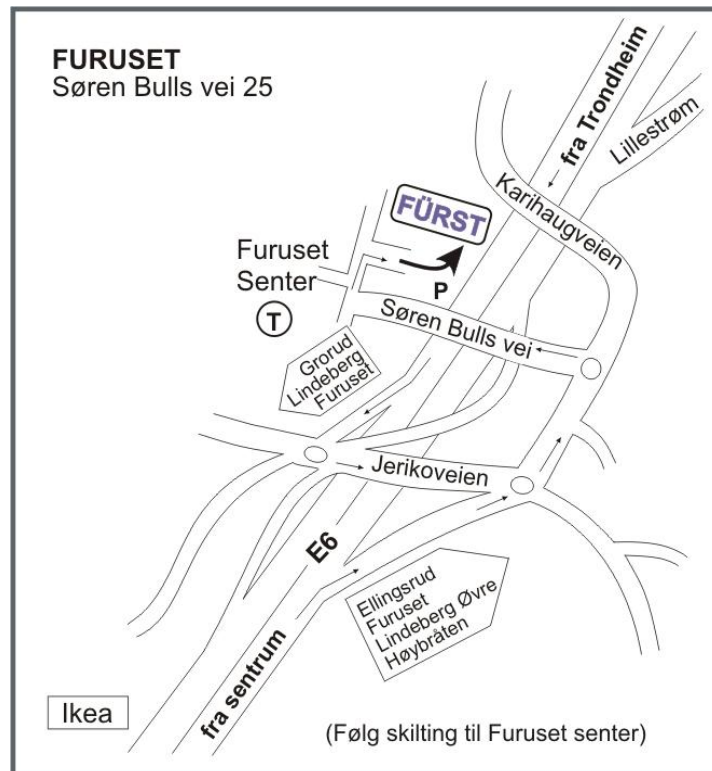 FURUSET
Søren Bulls vei 25
fra Trondheim
Lillestrøm
Karihaugveien
FÜRST
Furuset
Senter
T
P
Søren Bulls vei
Grorud
Lindeberg
Furuset
Jerikoveien
E6
Ellingsrud
Furuset
Lindeberg Øvre
Høybråten
fra sentrum
Ikea
(Følg skilting til Furuset senter)